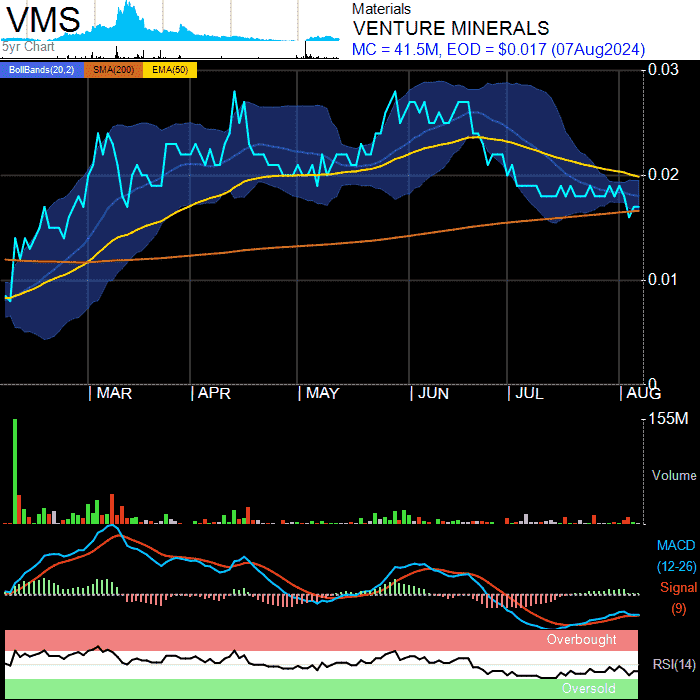 VMS
5yr Chart
Materials
VENTURE MINERALS
MC = 41.5M, EOD = $0.017 (07Aug2024)
BollBands(20,2) SMA(200) EMA(50)
0.03
0.02
0.01
0
MAR APR MAY JUN JUL AUG
155M
Volume
MACD
(12-26)
Signal
(9)
Overbought
RSI(14)
Oversold